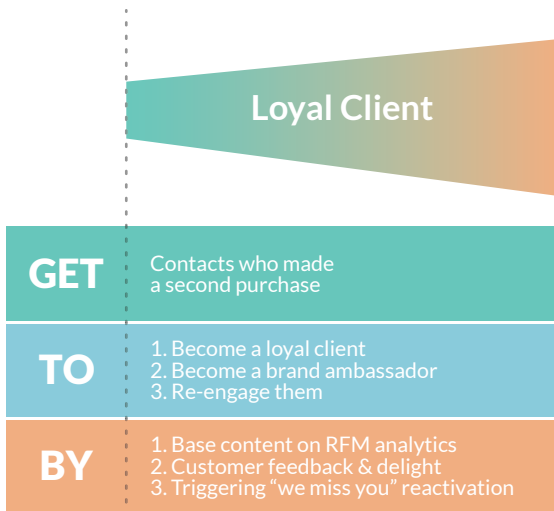 Loyal Client
GET
Contacts who made
a second purchase
TO
1. Become a loyal client
2. Become a brand ambassador
3. Re-engage them
BY
1. Base content on RFM analytics
2. Customer feedback & delight
3. Triggering “we miss you” reactivation